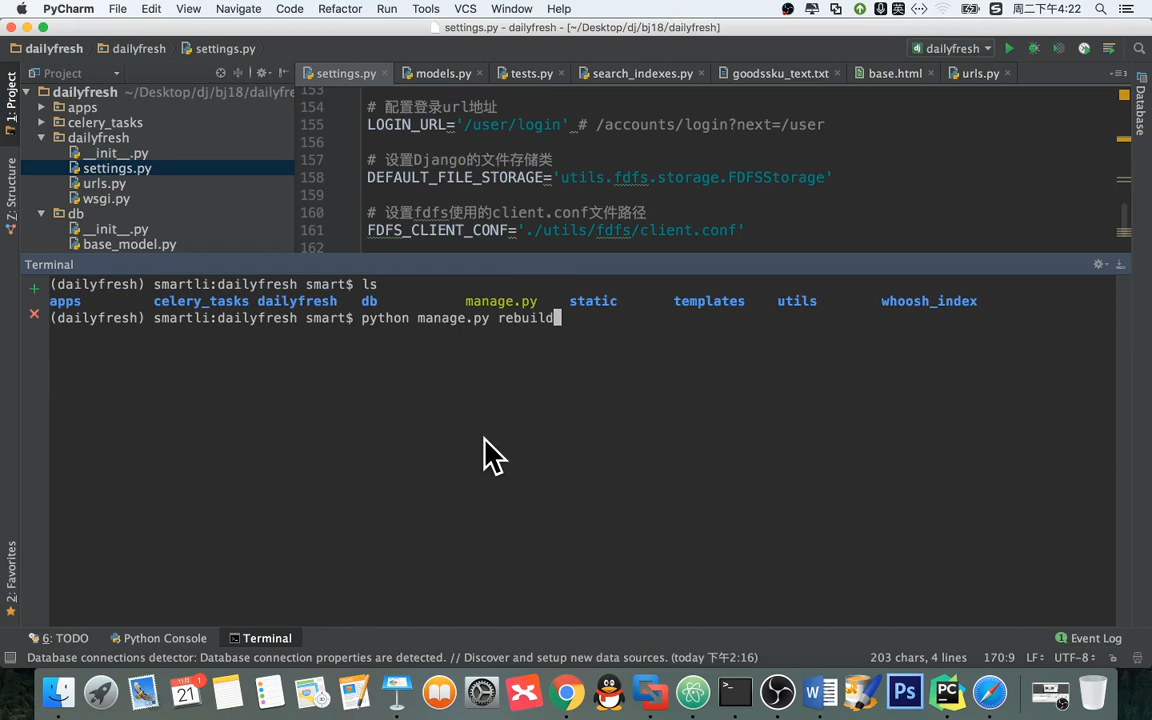 PyCharm File Edit View Navigate Code Refactor Run Tools VCS Window Help 英 周二下午4:22
settings.py - dailyfresh - [~/Desktop/dj/bj18/dailyfresh]
dailyfresh dailyfresh settings.py dailyfresh
Project settings.py models.py tests.py search_indexes.py goodssku_text.txt base.html urls.py
1: Project
Z: Structure
2: Favorites
Database
dailyfresh ~/Desktop/dj/bj18/dailyfre
apps
celery_tasks
dailyfresh
__init__.py
settings.py
urls.py
wsgi.py
db
__init__.py
base_model.py
153
154 # 配置登录url地址
155 LOGIN_URL='/user/login' # /accounts/login?next=/user
156
157 # 设置Django的文件存储类
158 DEFAULT_FILE_STORAGE='utils.fdfs.storage.FDFSStorage'
159
160 # 设置fdfs使用的client.conf文件路径
161 FDFS_CLIENT_CONF='./utils/fdfs/client.conf'
162
Terminal
(dailyfresh) smartli:dailyfresh smart$ ls
apps celery_tasks dailyfresh db manage.py static templates utils whoosh_index
(dailyfresh) smartli:dailyfresh smart$ python manage.py rebuild
6: TODO Python Console Terminal 1 Event Log
Database connections detector: Database connection properties are detected. // Discover and setup new data sources. (today 下午2:16) 203 chars, 4 lines 170:9 LF÷ UTF-8÷
21
Ps
PC